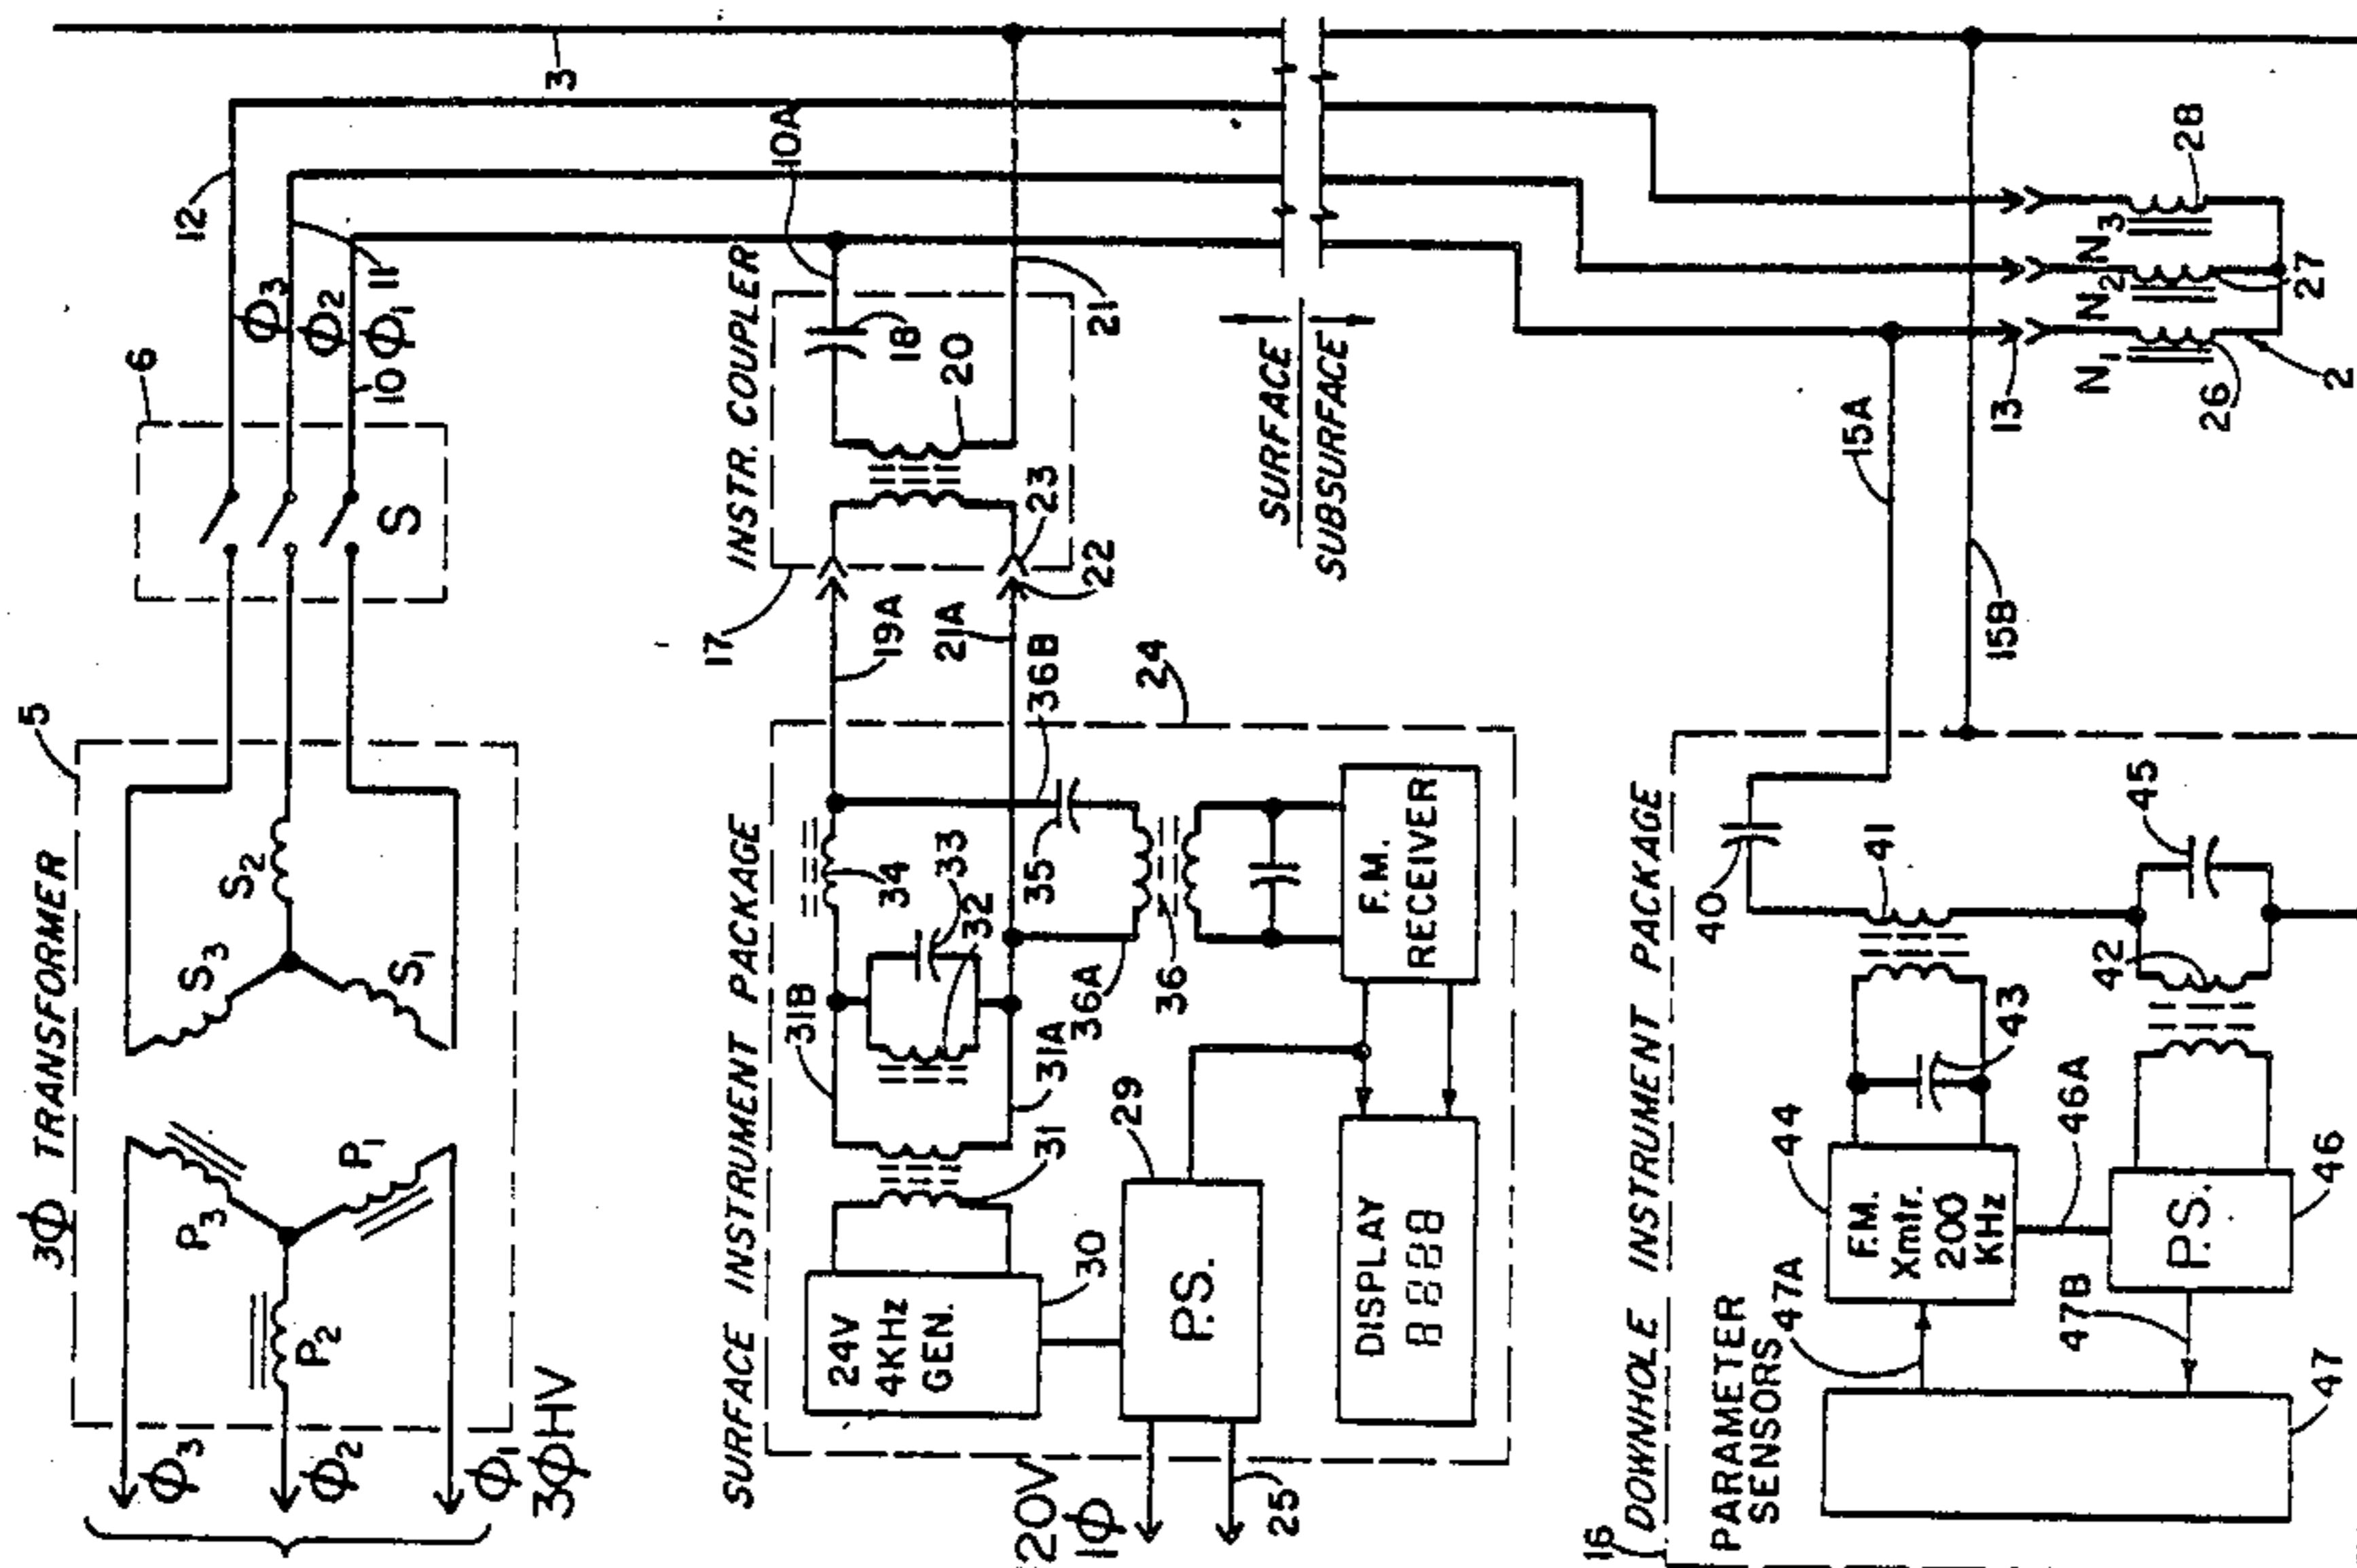 3Φ TRANSFORMER
5
S3
S2
S1
P3
P2
P1
Φ3
Φ2
Φ1
3ΦHV
6
S
12
Φ3
11
Φ2
Φ1
10
3
10A
INSTR. COUPLER
17
18
20
21
23
22
19A
21A
SURFACE INSTRUMENT PACKAGE
24
36B
34
33
32
35
36A
36
31B
31A
31
F.M.
RECEIVER
29
30
24V
4KHz
GEN.
P.S.
DISPLAY
8888
20V
1Φ
25
SURFACE
SUBSURFACE
15A
15B
13
N1
N2
N3
26
27
28
2
16
DOWNHOLE INSTRUMENT PACKAGE
40
41
42
45
43
44
F.M.
Xmtr.
200
KHz
46A
P.S.
46
47A
47B
PARAMETER
SENSORS
47